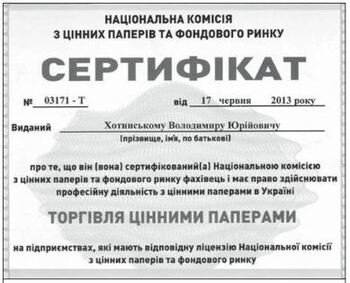 НАЦІОНАЛЬНА КОМІСІЯ
З ЦІННИХ ПАПЕРІВ ТА ФОНДОВОГО РИНКУ
СЕРТИФІКАТ
№ 03171 - Т від 17 червня 2013 року
Виданий Хотинському Володимиру Юрійовичу
(прізвище, ім'я, по батькові)
про те, що він (вона) сертифікований(а) Національною комісією
з цінних паперів та фондового ринку фахівець і має право здійснювати
професійну діяльність з цінними паперами в Україні
ТОРГІВЛЯ ЦІННИМИ ПАПЕРАМИ
на підприємствах, які мають відповідну ліцензію Національної комісії
з цінних паперів та фондового ринку